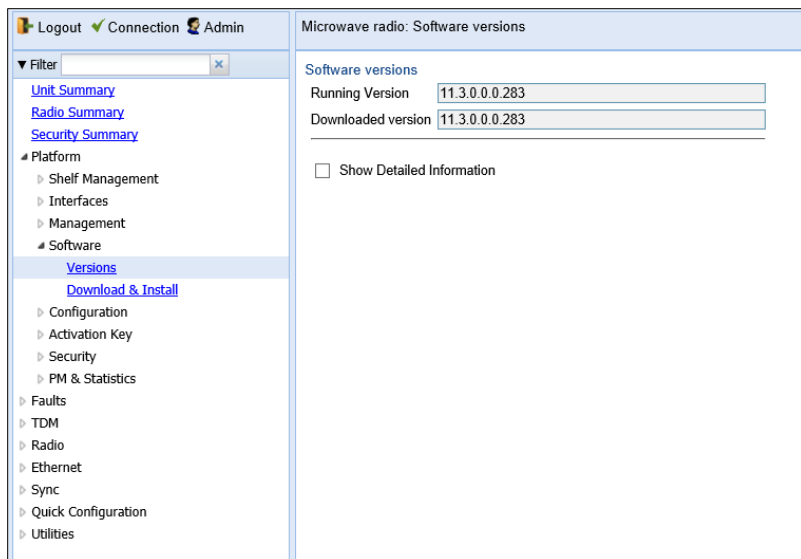 Logout Connection Admin
Filter
Unit Summary
Radio Summary
Security Summary
Platform
Shelf Management
Interfaces
Management
Software
Versions
Download & Install
Configuration
Activation Key
Security
PM & Statistics
Faults
TDM
Radio
Ethernet
Sync
Quick Configuration
Utilities
Microwave radio: Software versions
Software versions
Running Version 11.3.0.0.0.283
Downloaded version 11.3.0.0.0.283
Show Detailed Information